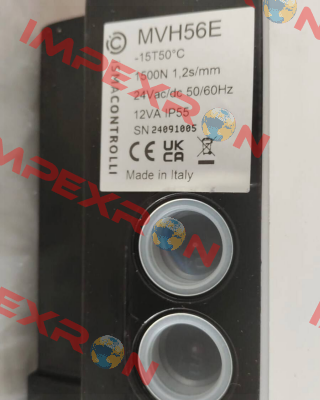 MVH56E
-15T50°C
1500N 1,2s/mm
24Vac/dc 50/60Hz
12VA IP55
SN 24091005
CE UK CA
Made in Italy
SM.CONTROLLI
IMPEXRON
IMPEXRON
IMPEXRON